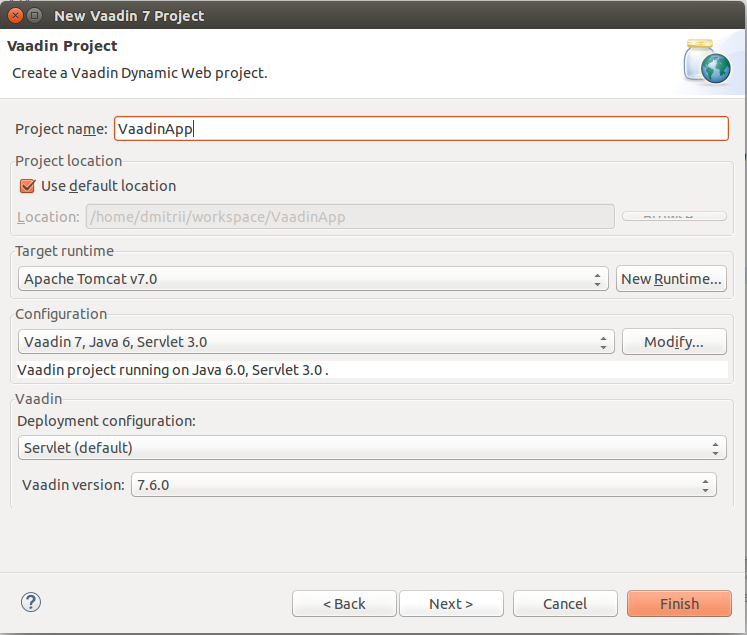 New Vaadin 7 Project
Vaadin Project
Create a Vaadin Dynamic Web project.
Project name: VaadinApp
Project location
Use default location
Location: /home/dmitrii/workspace/VaadinApp
Target runtime
Apache Tomcat v7.0 New Runtime...
Configuration
Vaadin 7, Java 6, Servlet 3.0 Modify...
Vaadin project running on Java 6.0, Servlet 3.0 .
Vaadin
Deployment configuration:
Servlet (default)
Vaadin version: 7.6.0
< Back Next > Cancel Finish